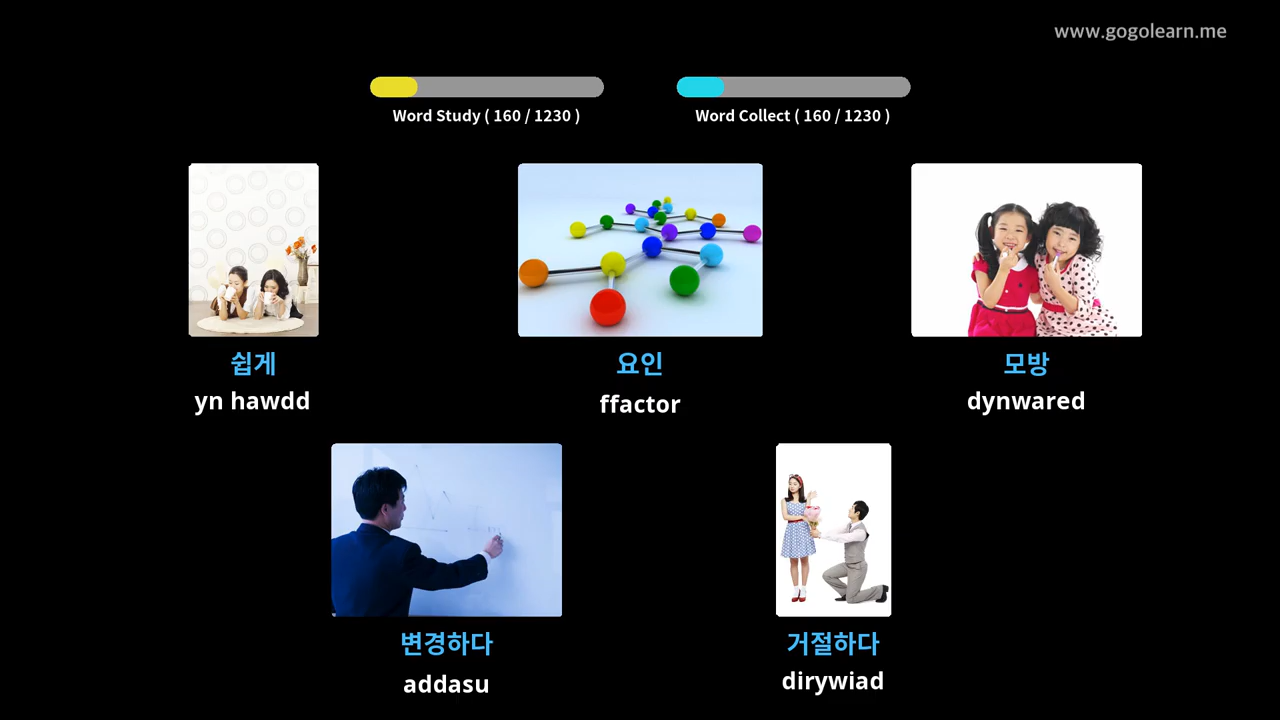 www.gogolearn.me
Word Study ( 160 / 1230 )
Word Collect ( 160 / 1230 )
쉽게
yn hawdd
요인
ffactor
모방
dynwared
변경하다
addasu
거절하다
dirywiad